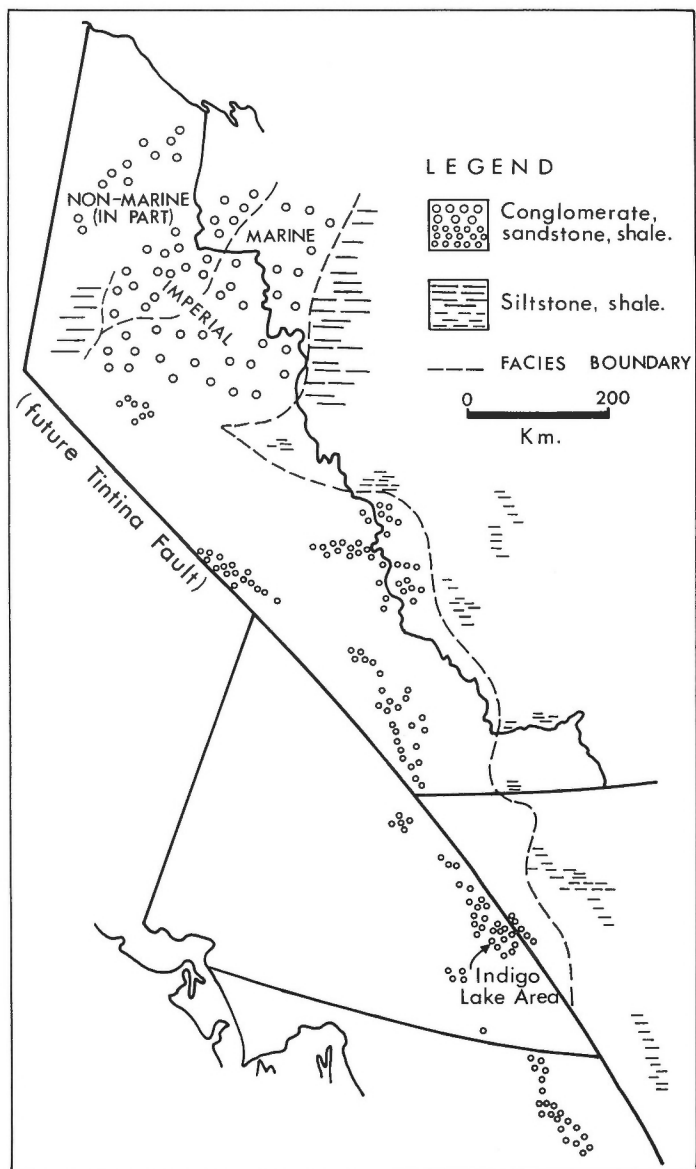 LEGEND
Conglomerate,
sandstone, shale.
Siltstone, shale.
FACIES BOUNDARY
0 200
Km.
NON-MARINE
(IN PART)
MARINE
IMPERIAL
(future Tintina Fault)
Indigo
Lake Area